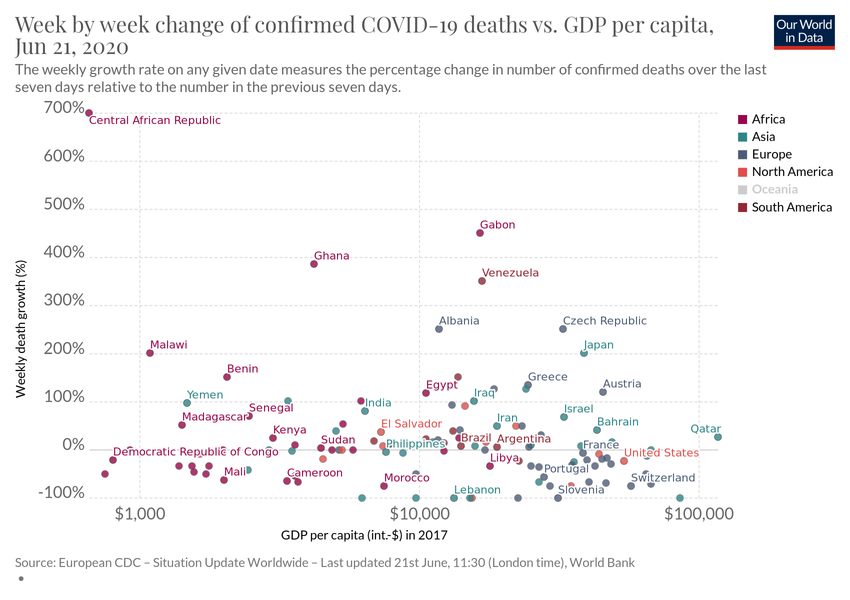 Week by week change of confirmed COVID-19 deaths vs. GDP per capita,
Jun 21, 2020
Our World
in Data
The weekly growth rate on any given date measures the percentage change in number of confirmed deaths over the last
seven days relative to the number in the previous seven days.
700%
600%
500%
400%
300%
200%
100%
0%
-100%
Weekly death growth (%)
Central African Republic
Gabon
Ghana
Venezuela
Albania
Czech Republic
Malawi
Japan
Benin
Greece
Austria
Egypt
Yemen
Senegal
India
Iraq
Israel
Madagascar
El Salvador
Iran
Bahrain
Qatar
Kenya
Sudan
Philippines
Brazil
Argentina
France
Democratic Republic of Congo
Libya
United States
Mali
Cameroon
Morocco
Portugal
Switzerland
Lebanon
Slovenia
$1,000
$10,000
$100,000
GDP per capita (int.-$) in 2017
Africa
Asia
Europe
North America
Oceania
South America
Source: European CDC – Situation Update Worldwide – Last updated 21st June, 11:30 (London time), World Bank